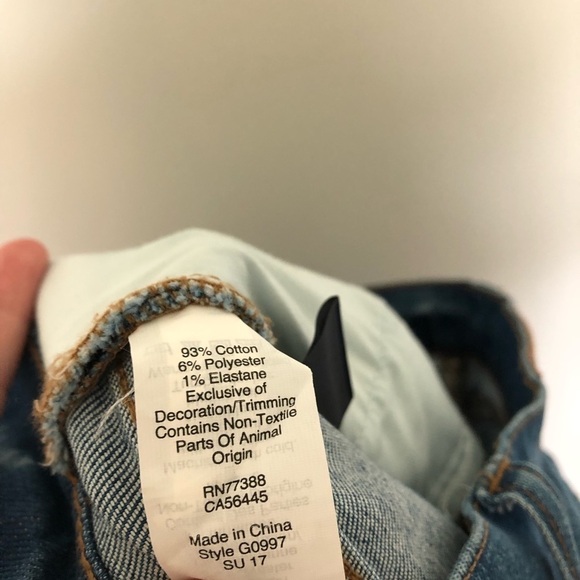 93% Cotton
6% Polyester
1% Elastane
Exclusive of
Decoration/Trimming
Contains Non-Textile
Parts Of Animal
Origin
RN77388
CA56445
Made in China
Style G0997
SU 17